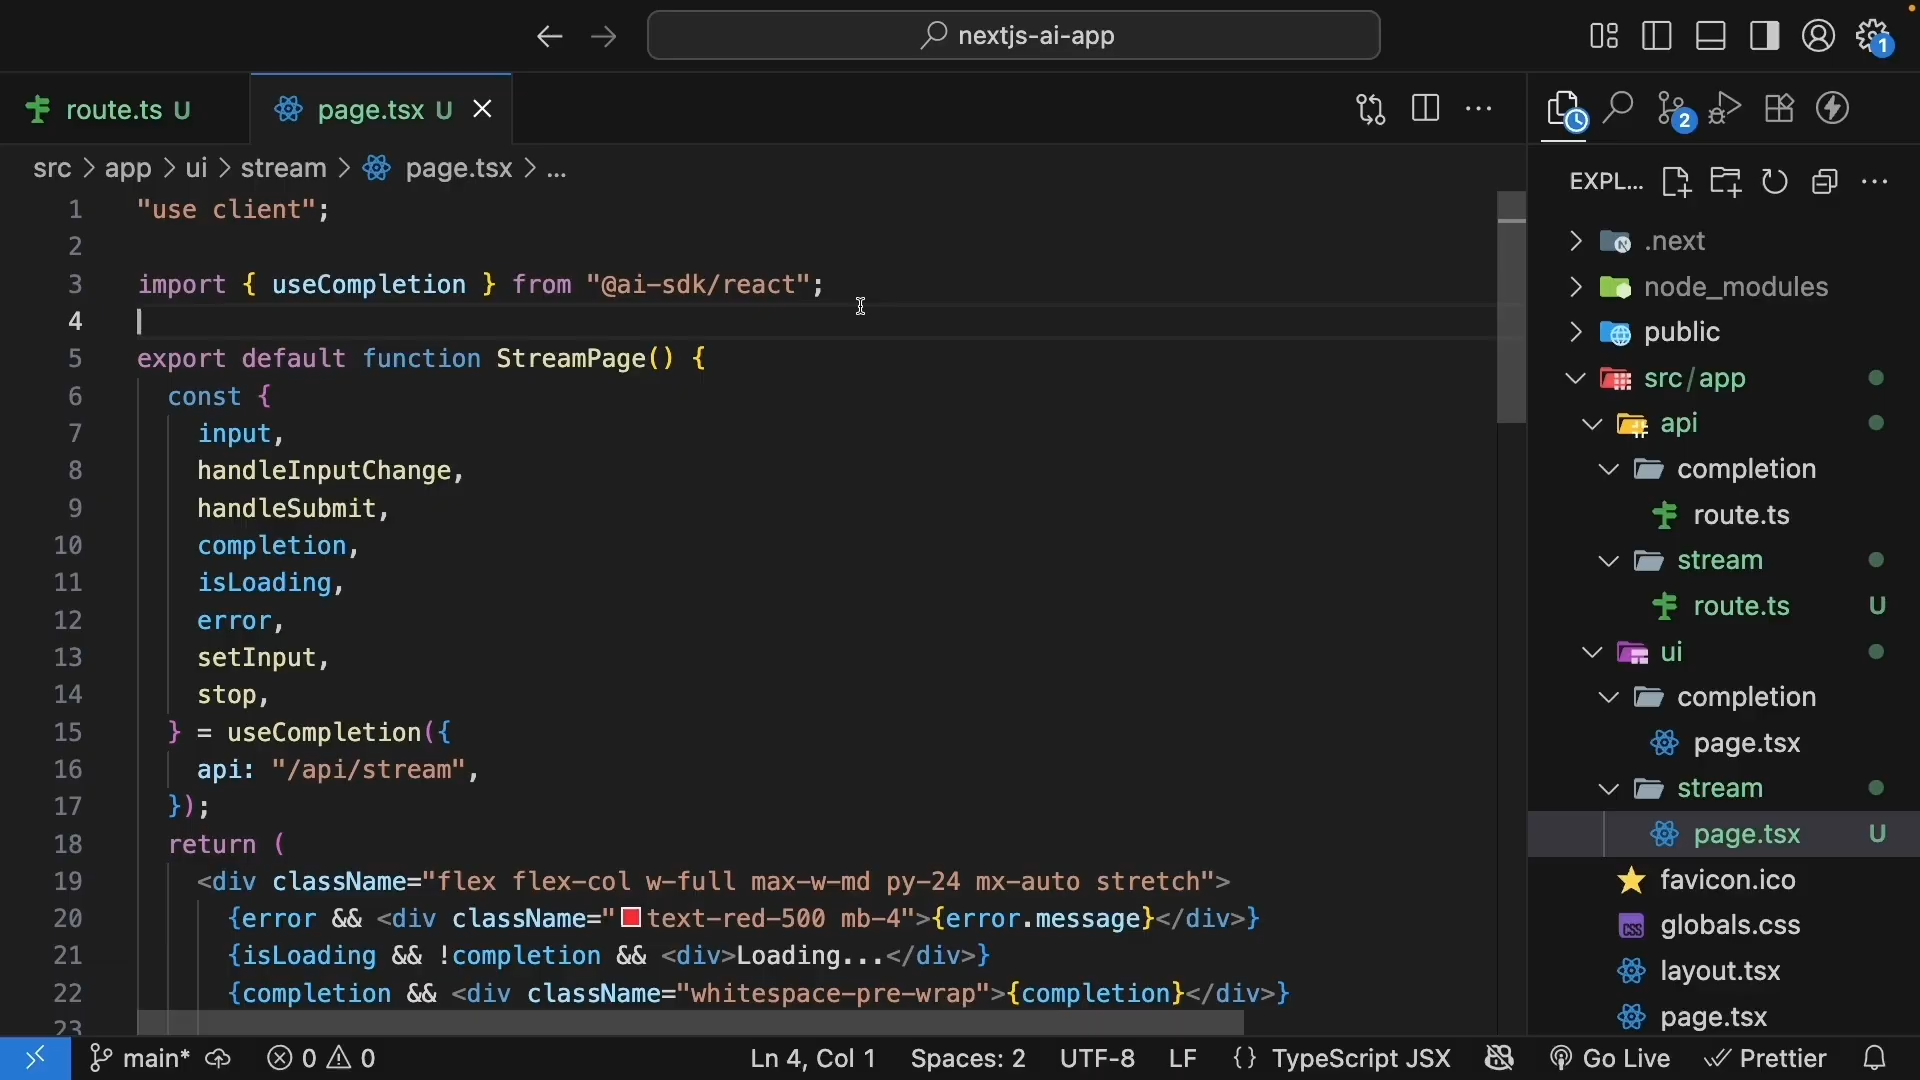 nextjs-ai-app
1
route.ts U
page.tsx U
2
src > app > ui > stream > page.tsx > ...
1 "use client";
2
3 import { useCompletion } from "@ai-sdk/react";
4
5 export default function StreamPage() {
6 const {
7 input,
8 handleInputChange,
9 handleSubmit,
10 completion,
11 isLoading,
12 error,
13 setInput,
14 stop,
15 } = useCompletion({
16 api: "/api/stream",
17 });
18 return (
19 <div className="flex flex-col w-full max-w-md py-24 mx-auto stretch">
20 {error && <div className="text-red-500 mb-4">{error.message}</div>}
21 {isLoading && !completion && <div>Loading...</div>}
22 {completion && <div className="whitespace-pre-wrap">{completion}</div>}
23
EXPL...
.next
node_modules
public
src/app
api
completion
route.ts
stream
route.ts U
ui
completion
page.tsx
stream
page.tsx U
favicon.ico
globals.css
layout.tsx
page.tsx
main* 0 0 Ln 4, Col 1 Spaces: 2 UTF-8 LF {} TypeScript JSX Go Live Prettier